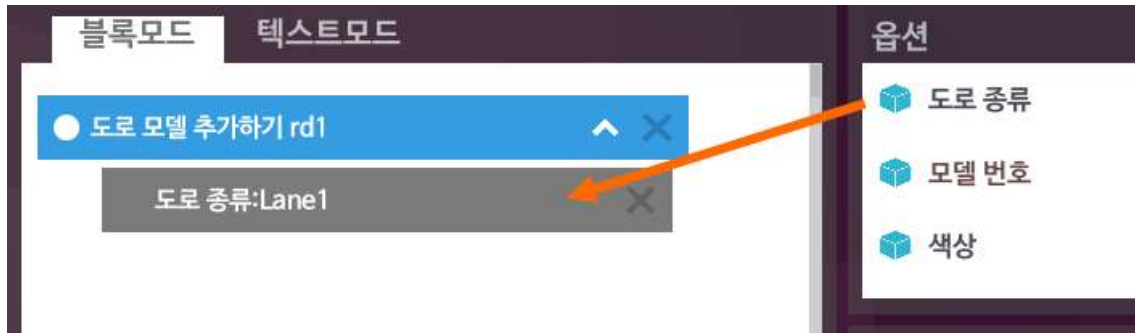 블록모드 텍스트모드
도로 모델 추가하기 rd1
도로 종류:Lane1
옵션
도로 종류
모델 번호
색상